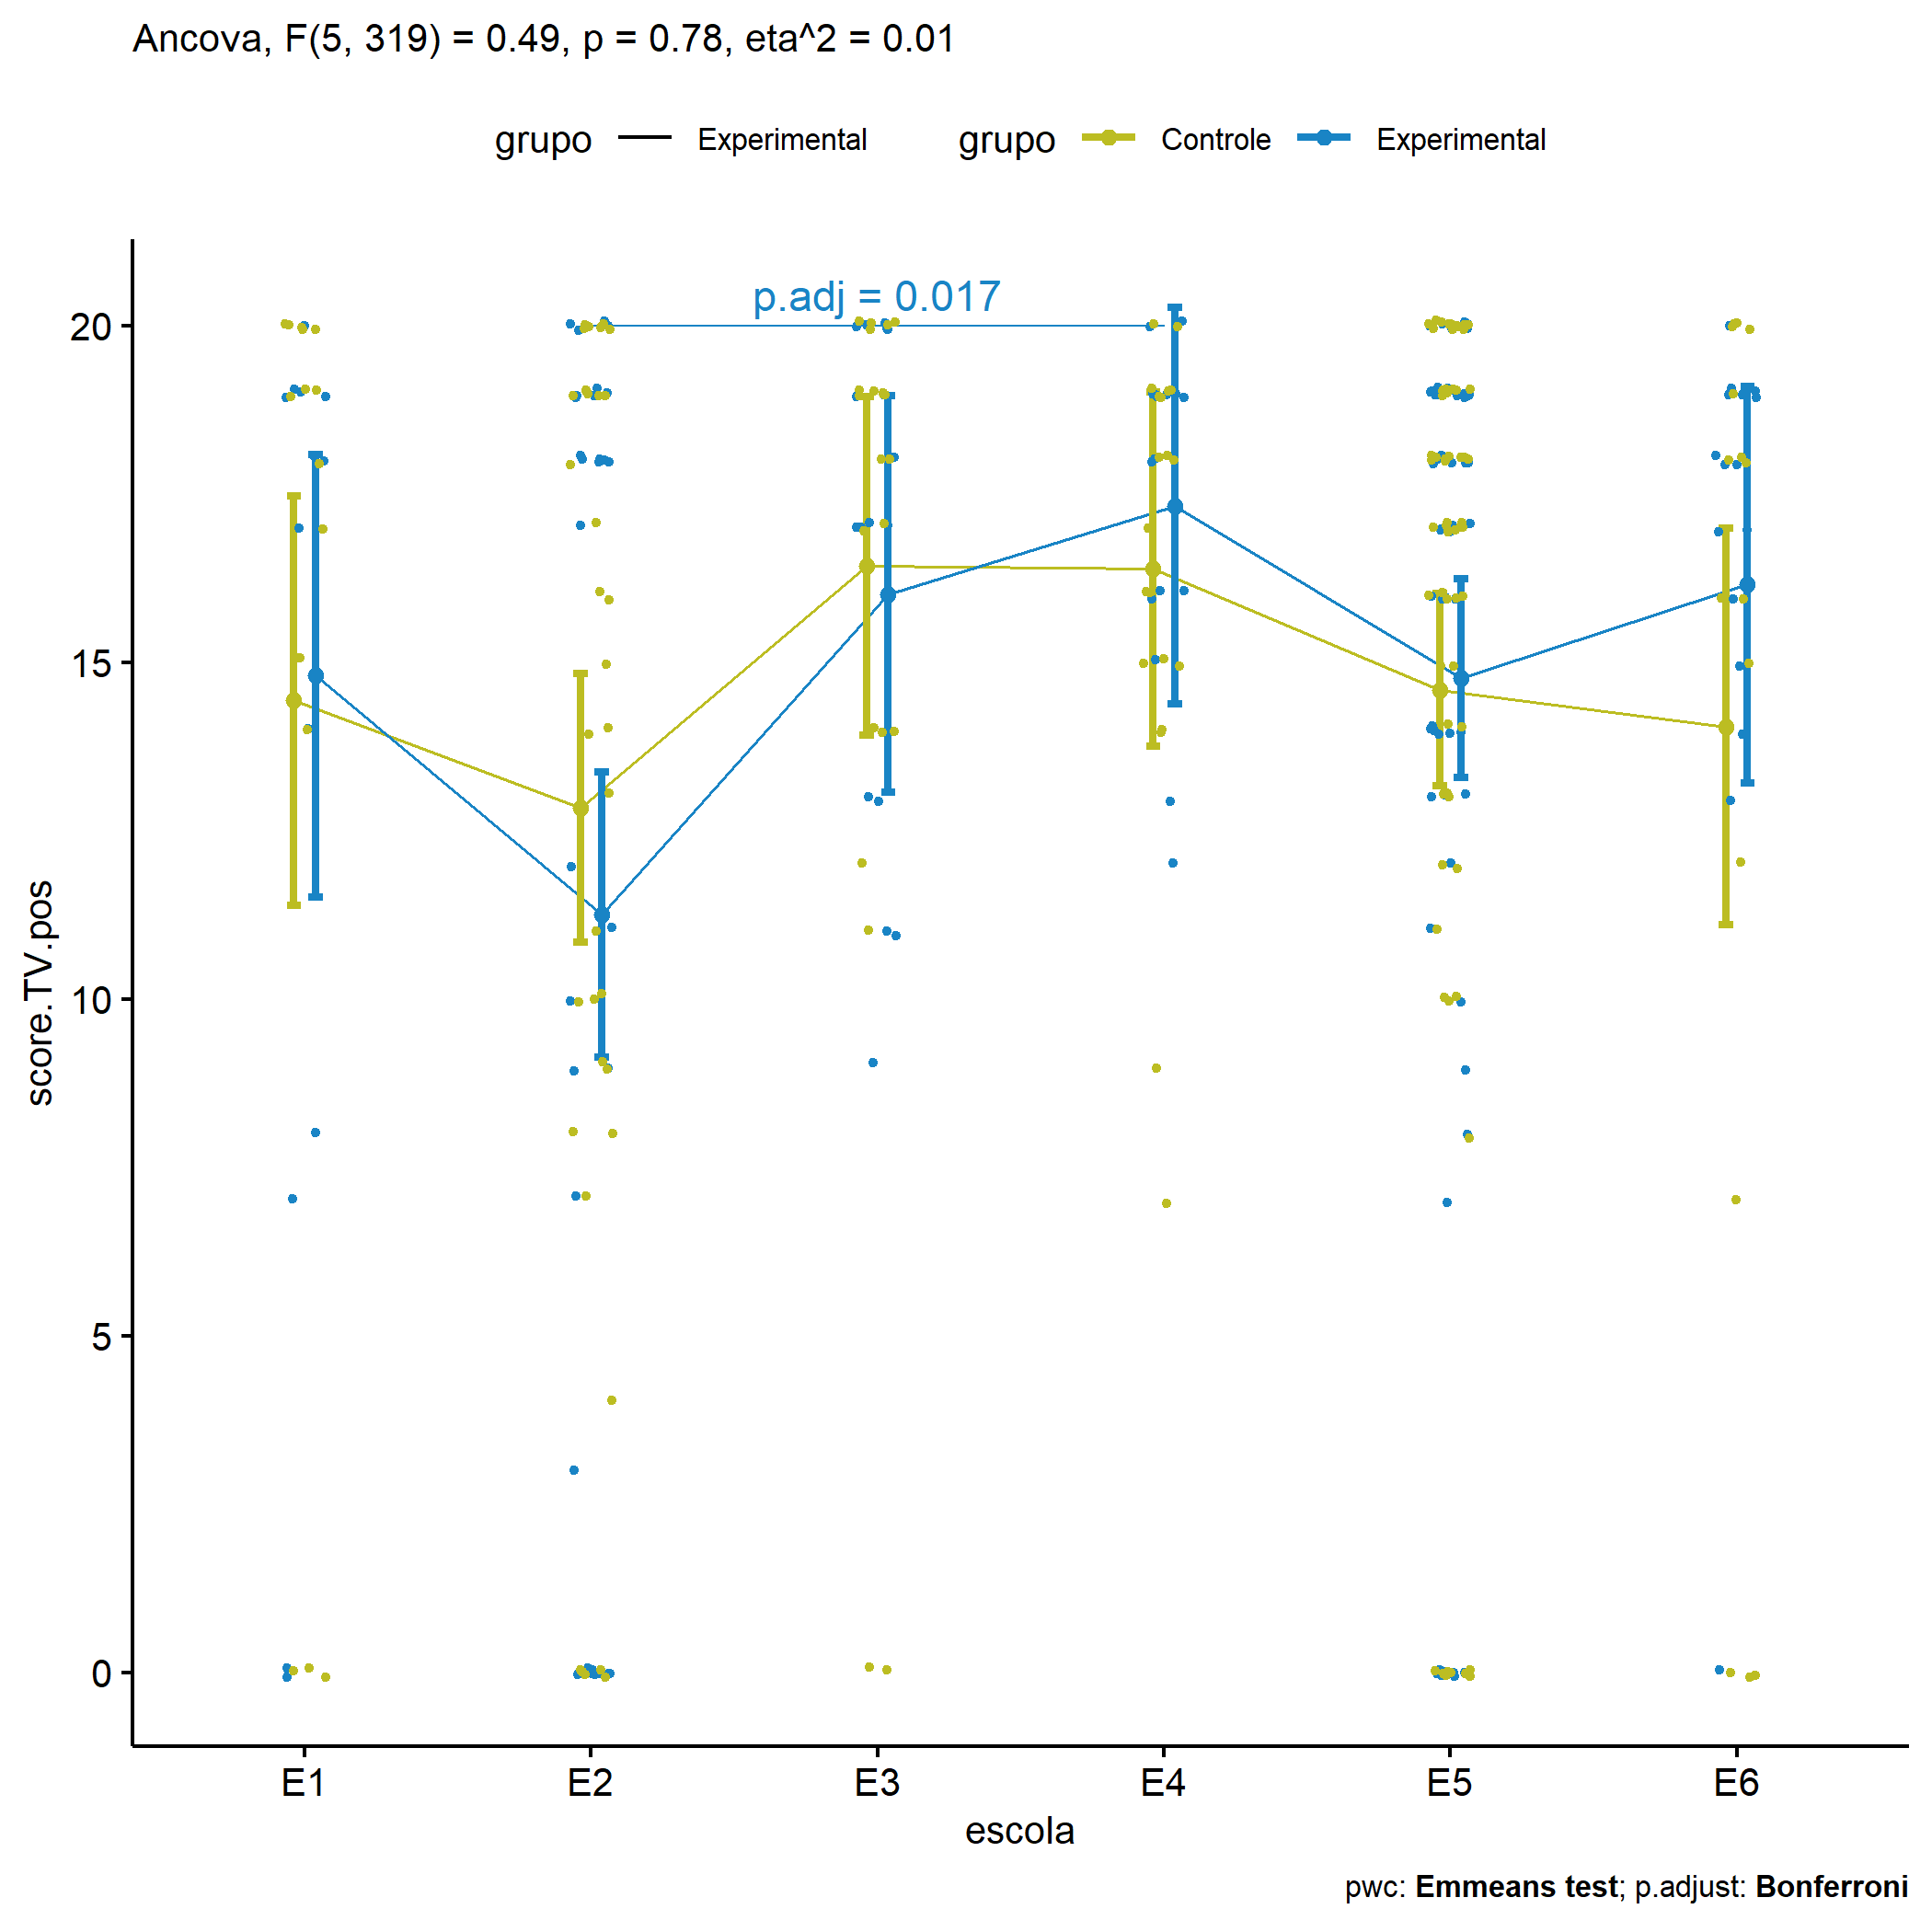 Ancova, F(5, 319) = 0.49, p = 0.78, eta^2 = 0.01
grupo Experimental grupo Controle Experimental
p.adj = 0.017
20
15
10
5
0
score.TV.pos
E1 E2 E3 E4 E5 E6
escola
pwc: Emmeans test; p.adjust: Bonferroni